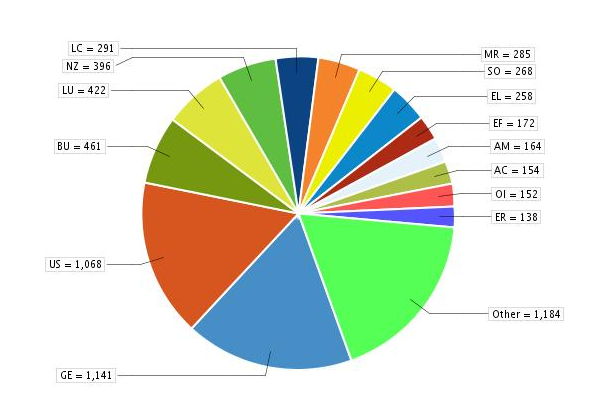 LC = 291
NZ = 396
LU = 422
BU = 461
US = 1,068
GE = 1,141
MR = 285
SO = 268
EL = 258
EF = 172
AM = 164
AC = 154
OI = 152
ER = 138
Other = 1,184